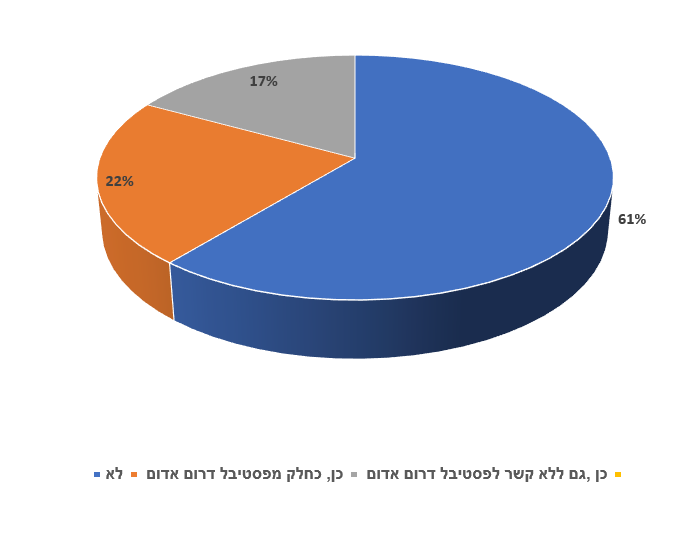 17%
22%
61%
לא
כן, כחלק מפסטיבל דרום אדום
כן ,גם ללא קשר לפסטיבל דרום אדום